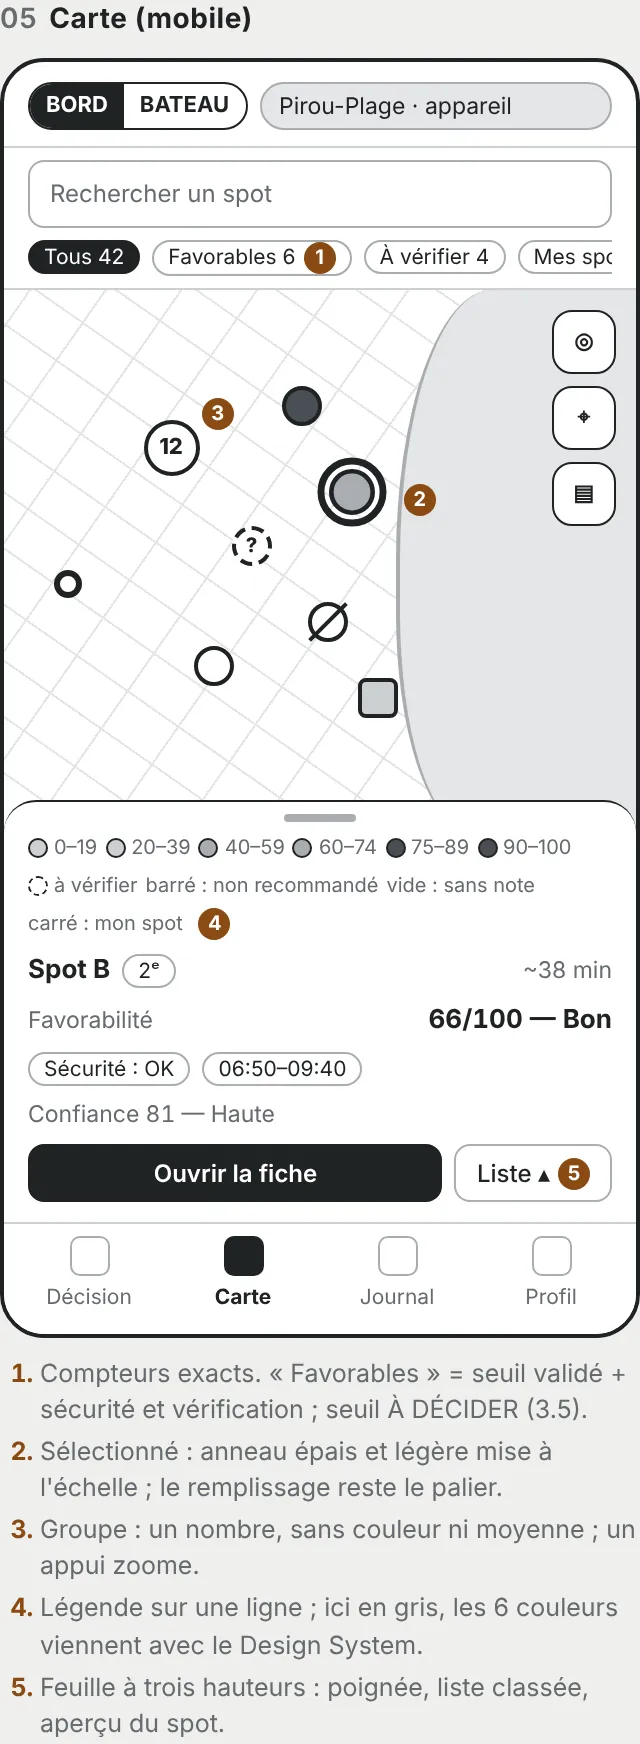 05 Carte (mobile)
BORD BATEAU Pirou-Plage · appareil
Rechercher un spot
Tous 42 Favorables 6 1 À vérifier 4 Mes spo
3
12
2
?
0–19 20–39 40–59 60–74 75–89 90–100
à vérifier barré : non recommandé vide : sans note
carré : mon spot 4
Spot B 2ᵉ ~38 min
Favorabilité 66/100 — Bon
Sécurité : OK 06:50–09:40
Confiance 81 — Haute
Ouvrir la fiche Liste ▴ 5
Décision Carte Journal Profil
1. Compteurs exacts. « Favorables » = seuil validé +
sécurité et vérification ; seuil À DÉCIDER (3.5).
2. Sélectionné : anneau épais et légère mise à
l'échelle ; le remplissage reste le palier.
3. Groupe : un nombre, sans couleur ni moyenne ; un
appui zoome.
4. Légende sur une ligne ; ici en gris, les 6 couleurs
viennent avec le Design System.
5. Feuille à trois hauteurs : poignée, liste classée,
aperçu du spot.